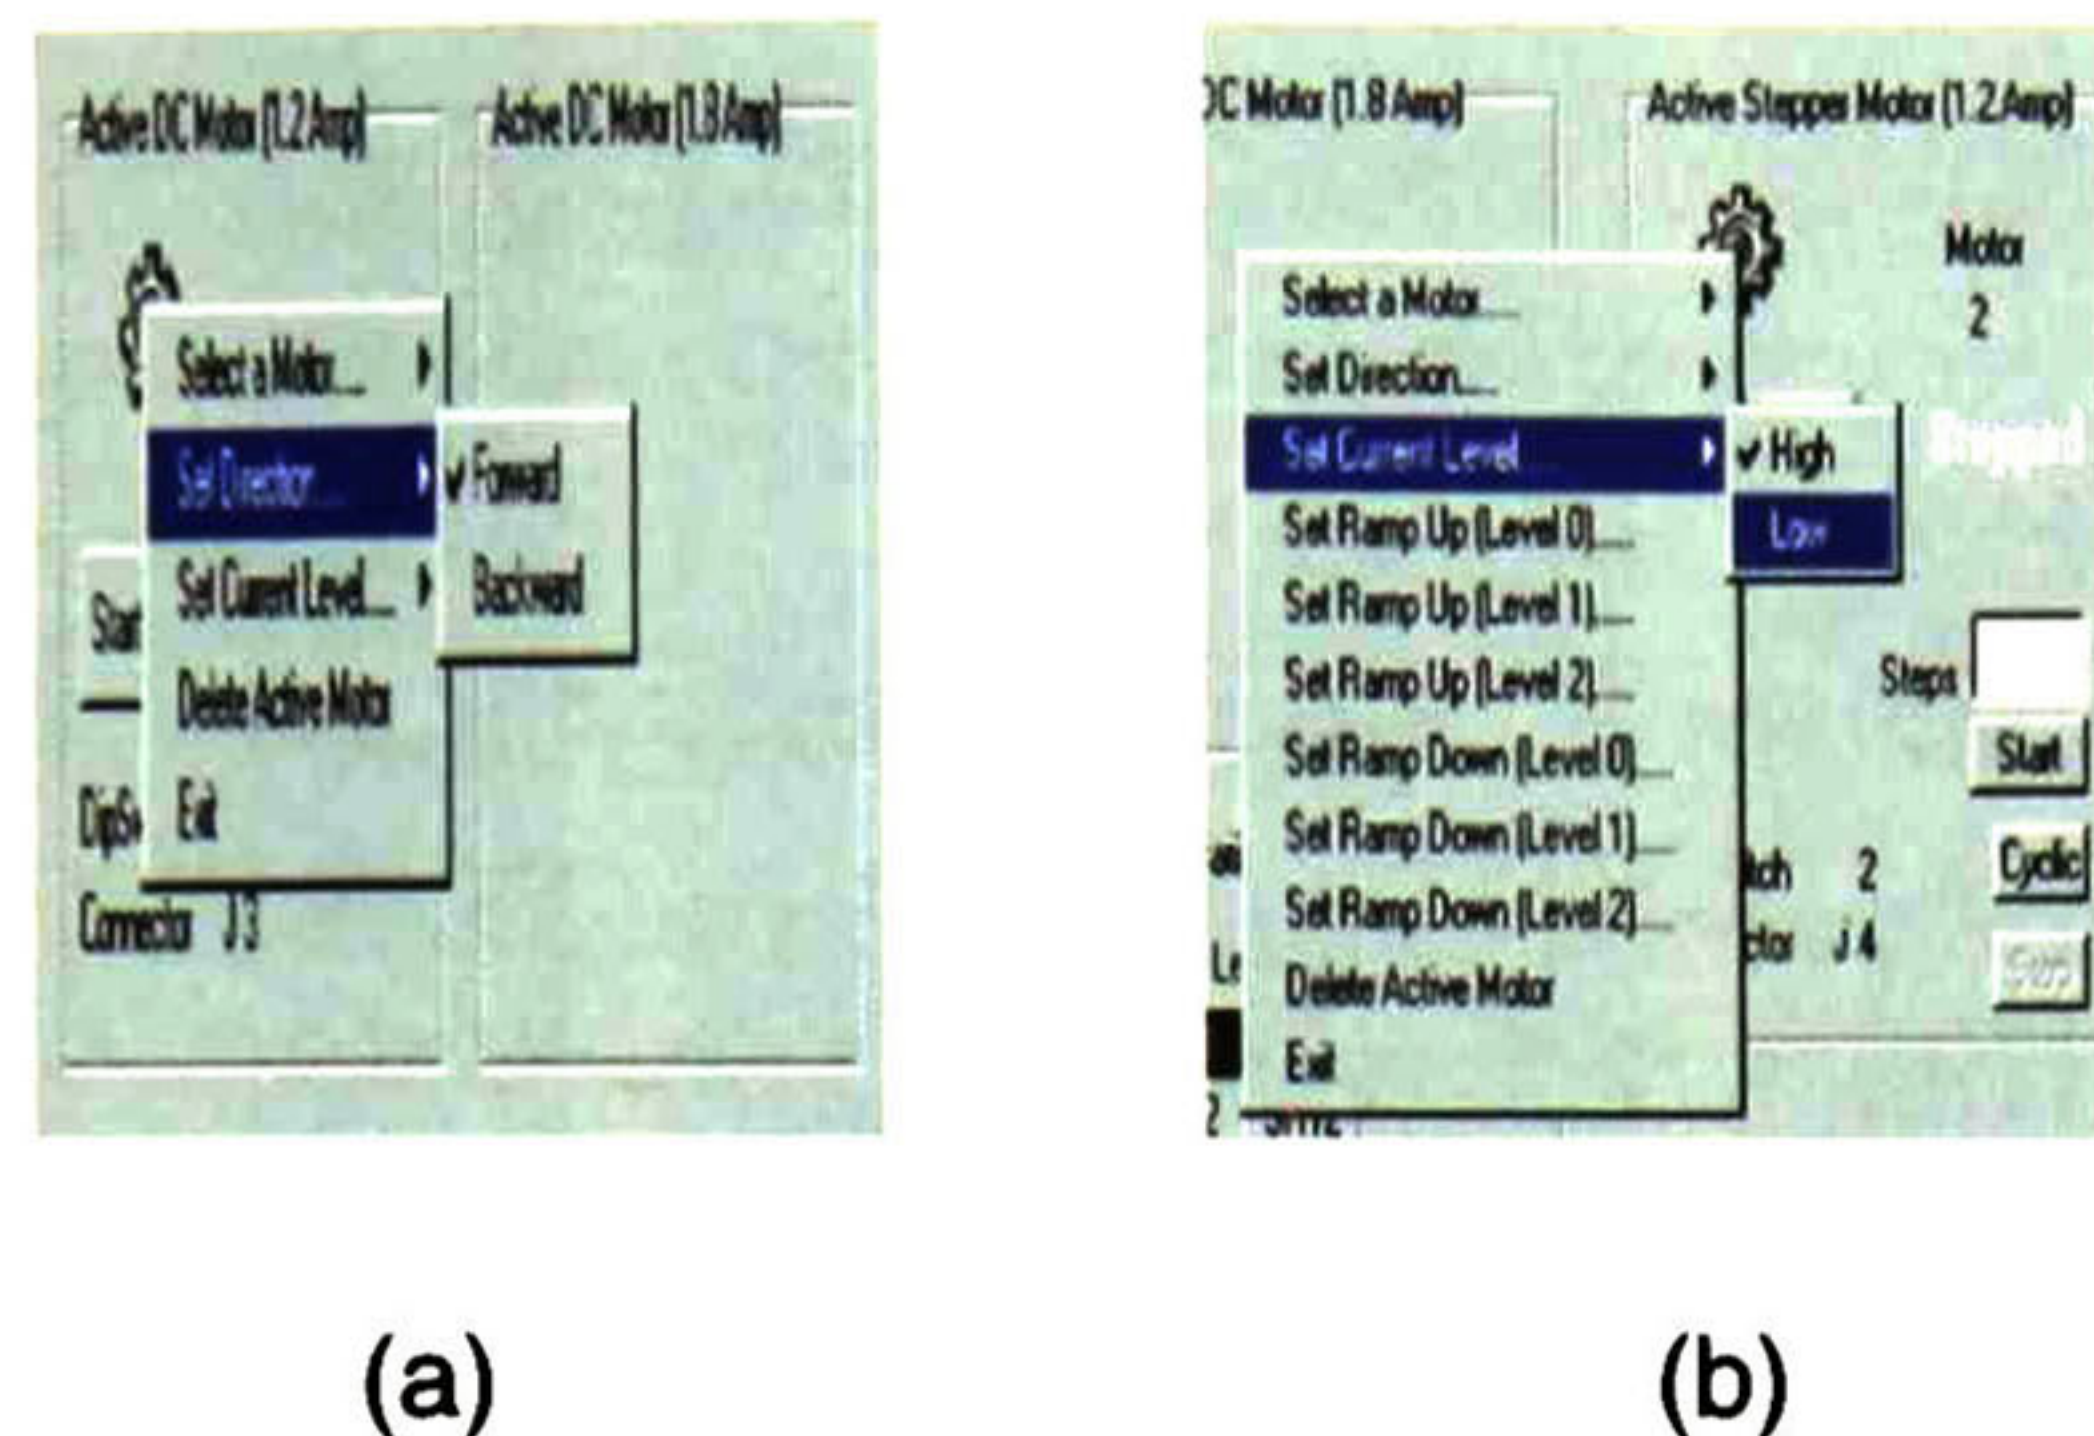 Active DC Motor (1.2 Amp)
Active DC Motor (1.8 Amp)
Select a Motor....
Set Direction....
Forward
Backward
Set Current Level....
Delete Active Motor
Exit
Connector J 3
(a)
DC Motor (1.8 Amp)
Active Stepper Motor (1.2 Amp)
Motor
2
Select a Motor....
Set Direction....
Set Current Level
High
Low
Set Ramp Up (Level 0)....
Set Ramp Up (Level 1)....
Set Ramp Up (Level 2)....
Set Ramp Down (Level 0)....
Set Ramp Down (Level 1)....
Set Ramp Down (Level 2)....
Delete Active Motor
Exit
Steps
Start
Cyclic
2
j 4
(b)